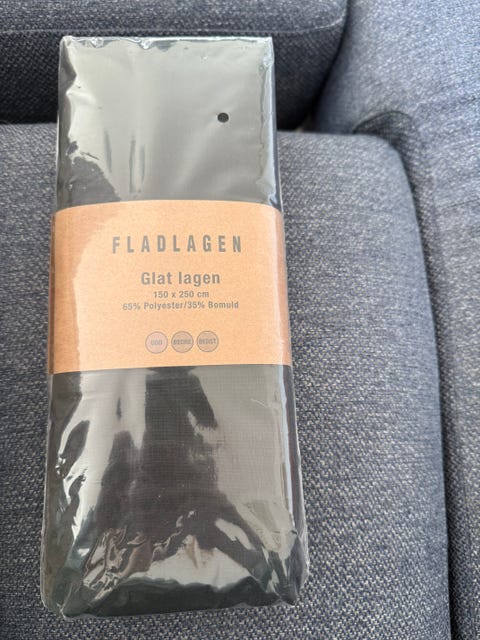 FLADLAGEN
Glat lagen
150 x 250 cm
65% Polyester/35% Bomuld
GOD BEDRE BEDST